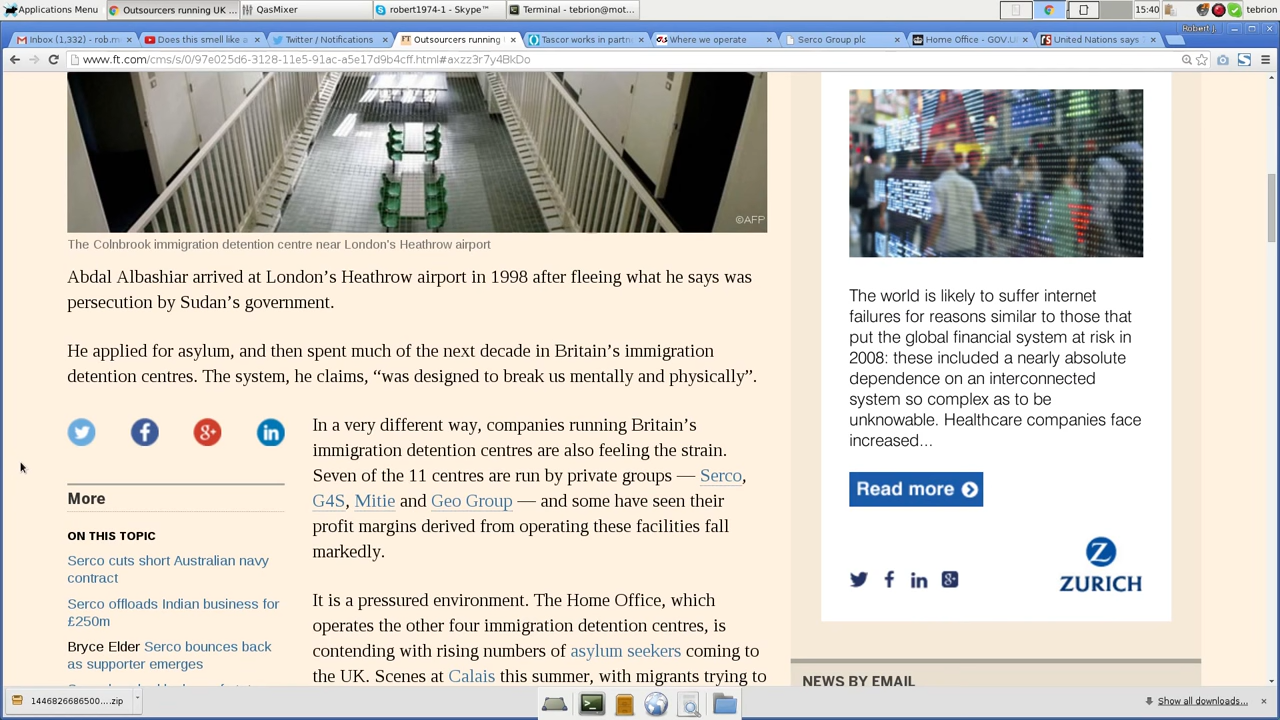 Applications Menu
Outsourcers running UK ...
QasMixer
robert1974-1 - Skype™
Terminal - tebrion@mot...
15:40
tebrion
Inbox (1,332) - rob.m
Does this smell like a
Twitter / Notifications
Outsourcers running
Tascor works in partn
Where we operate
Serco Group plc
Home Office - GOV.U
United Nations says
Robert J.
www.ft.com/cms/s/0/97e025d6-3128-11e5-91ac-a5e17d9b4cff.html#axzz3r7y4BkDo
©AFP
The Colnbrook immigration detention centre near London's Heathrow airport
Abdal Albashiar arrived at London's Heathrow airport in 1998 after fleeing what he says was
persecution by Sudan's government.
He applied for asylum, and then spent much of the next decade in Britain's immigration
detention centres. The system, he claims, “was designed to break us mentally and physically”.
In a very different way, companies running Britain's
immigration detention centres are also feeling the strain.
Seven of the 11 centres are run by private groups — Serco,
G4S, Mitie and Geo Group — and some have seen their
profit margins derived from operating these facilities fall
markedly.
It is a pressured environment. The Home Office, which
operates the other four immigration detention centres, is
contending with rising numbers of asylum seekers coming to
the UK. Scenes at Calais this summer, with migrants trying to
More
ON THIS TOPIC
Serco cuts short Australian navy
contract
Serco offloads Indian business for
£250m
Bryce Elder Serco bounces back
as supporter emerges
The world is likely to suffer internet
failures for reasons similar to those that
put the global financial system at risk in
2008: these included a nearly absolute
dependence on an interconnected
system so complex as to be
unknowable. Healthcare companies face
increased...
Read more
ZURICH
NEWS BY EMAIL
1446826686500....zip
Show all downloads...